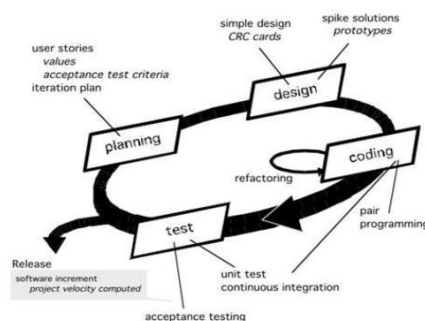 simple design
CRC cards
spike solutions
prototypes
user stories
values
acceptance test criteria
iteration plan
design
planning
coding
refactoring
pair
programming
test
Release
software increment
project velocity computed
unit test
continuous integration
acceptance testing